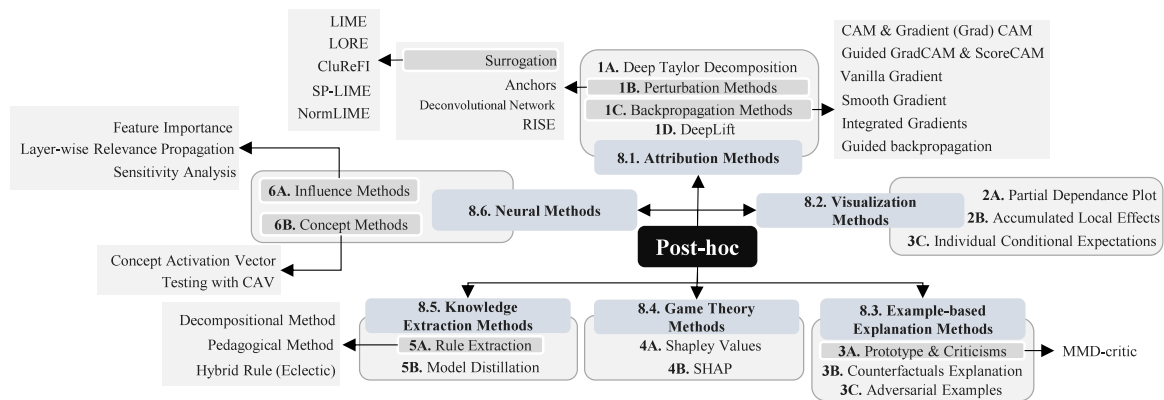 LIME
LORE
CluReFI
SP-LIME
NormLIME
Surrogation
Anchors
Deconvolutional Network
RISE
1A. Deep Taylor Decomposition
1B. Perturbation Methods
1C. Backpropagation Methods
1D. DeepLift
8.1. Attribution Methods
CAM & Gradient (Grad) CAM
Guided GradCAM & ScoreCAM
Vanilla Gradient
Smooth Gradient
Integrated Gradients
Guided backpropagation
Feature Importance
Layer-wise Relevance Propagation
Sensitivity Analysis
6A. Influence Methods
6B. Concept Methods
8.6. Neural Methods
Concept Activation Vector
Testing with CAV
8.2. Visualization
Methods
2A. Partial Dependance Plot
2B. Accumulated Local Effects
3C. Individual Conditional Expectations
Post-hoc
8.5. Knowledge
Extraction Methods
5A. Rule Extraction
5B. Model Distillation
Decompositional Method
Pedagogical Method
Hybrid Rule (Eclectic)
8.4. Game Theory
Methods
4A. Shapley Values
4B. SHAP
8.3. Example-based
Explanation Methods
3A. Prototype & Criticisms
3B. Counterfactuals Explanation
3C. Adversarial Examples
MMD-critic